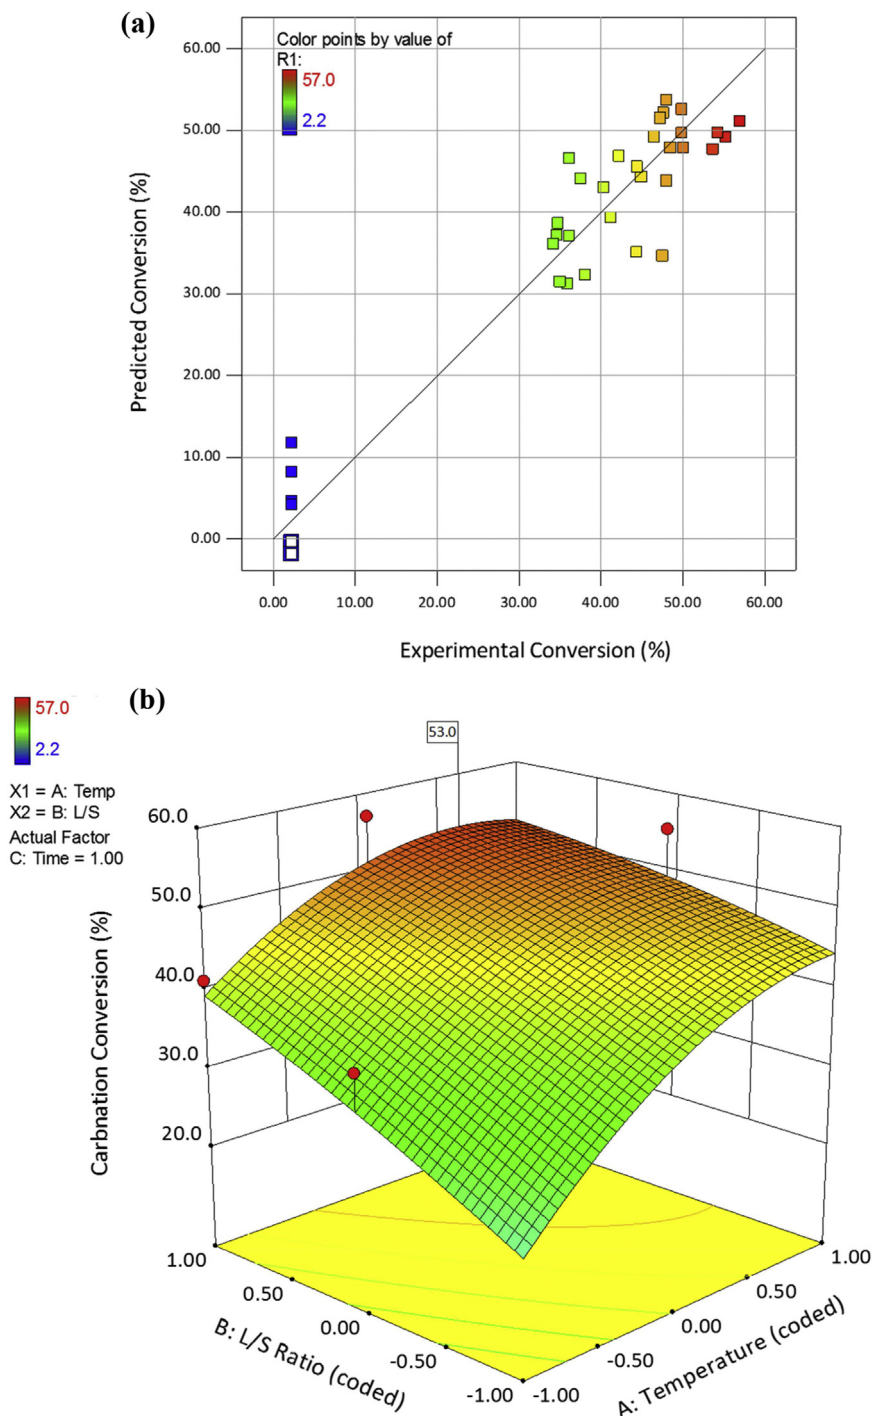 (a)
Color points by value of
R1:
57.0
2.2
60.00
50.00
40.00
30.00
20.00
10.00
0.00
Predicted Conversion (%)
0.00 10.00 20.00 30.00 40.00 50.00 60.00
Experimental Conversion (%)
(b)
57.0
2.2
X1 = A: Temp
X2 = B: L/S
Actual Factor
C: Time = 1.00
53.0
60.0
50.0
40.0
30.0
20.0
Carbnation Conversion (%)
1.00
0.50
0.00
-0.50
-1.00
B: L/S Ratio (coded)
-1.00
-0.50
0.00
0.50
1.00
A: Temperature (coded)